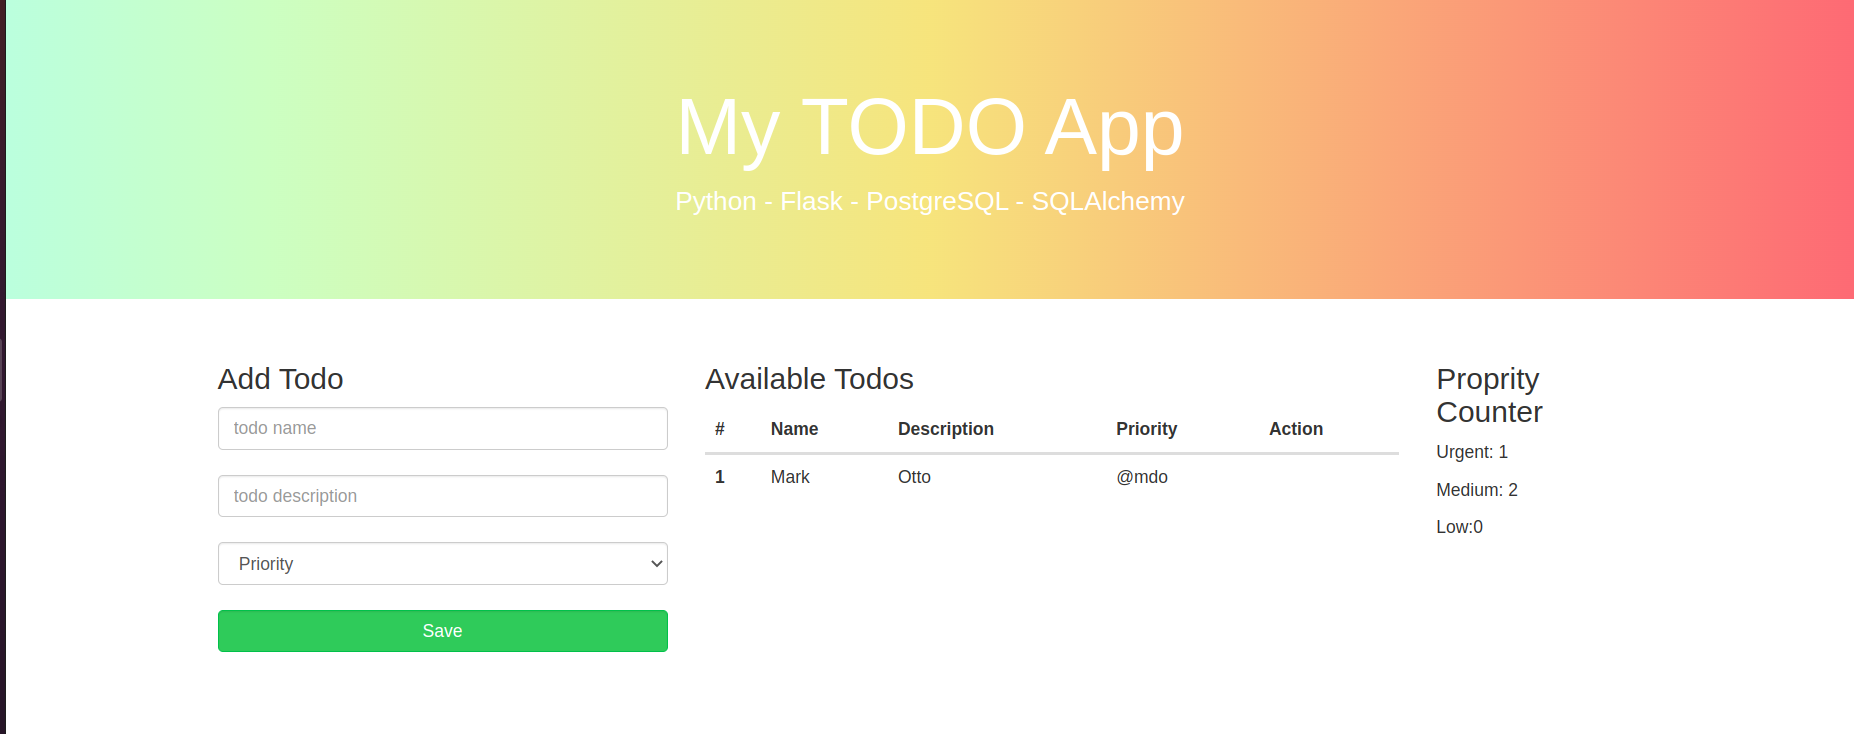 My TODO App
Python - Flask - PostgreSQL - SQLAlchemy
Add Todo
todo name
todo description
Priority
Save
Available Todos
# Name Description Priority Action
1 Mark Otto @mdo
Proprity
Counter
Urgent: 1
Medium: 2
Low:0